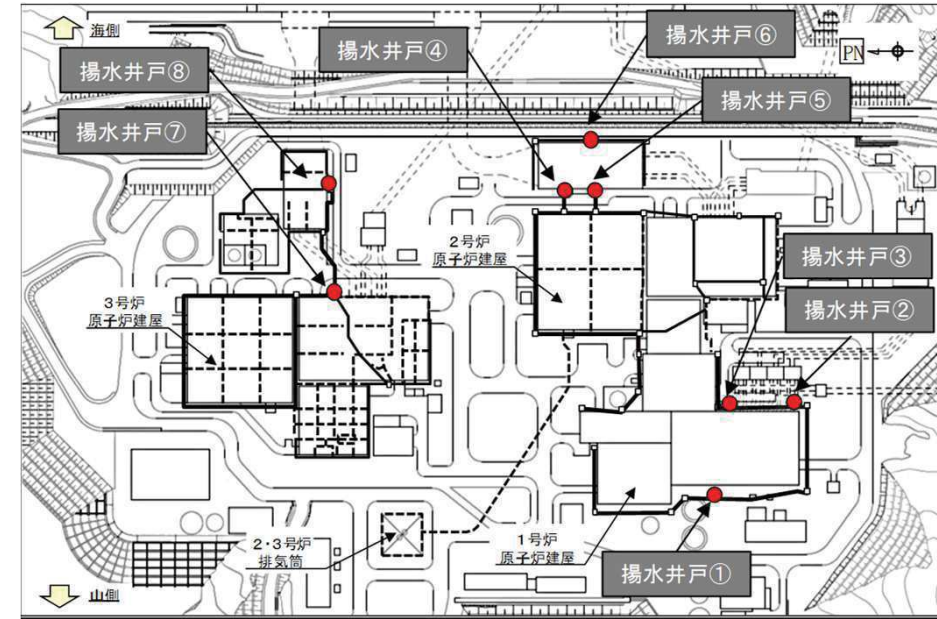 海側
揚水井戸④
揚水井戸⑥
PN
揚水井戸⑧
揚水井戸⑤
揚水井戸⑦
2号炉
原子炉建屋
揚水井戸③
3号炉
原子炉建屋
揚水井戸②
2・3号炉
排気筒
1号炉
原子炉建屋
揚水井戸①
山側